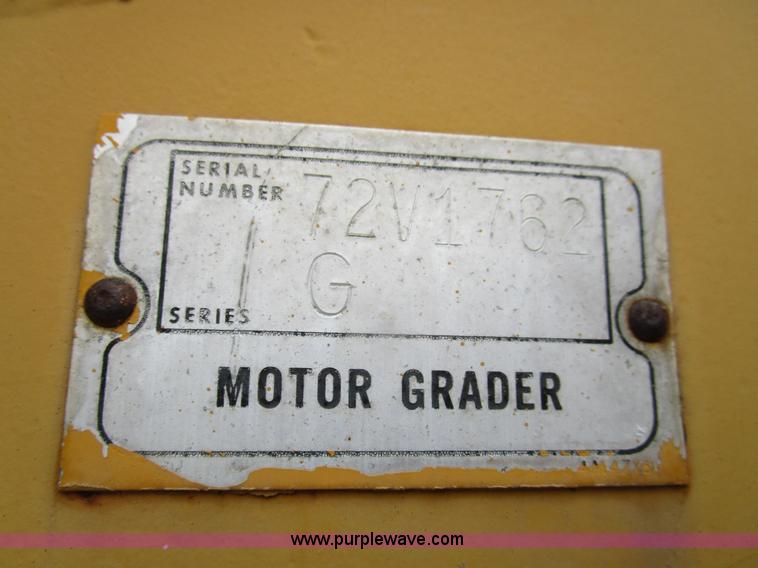 SERIAL
NUMBER 72V1762
SERIES G
MOTOR GRADER
www.purplewave.com